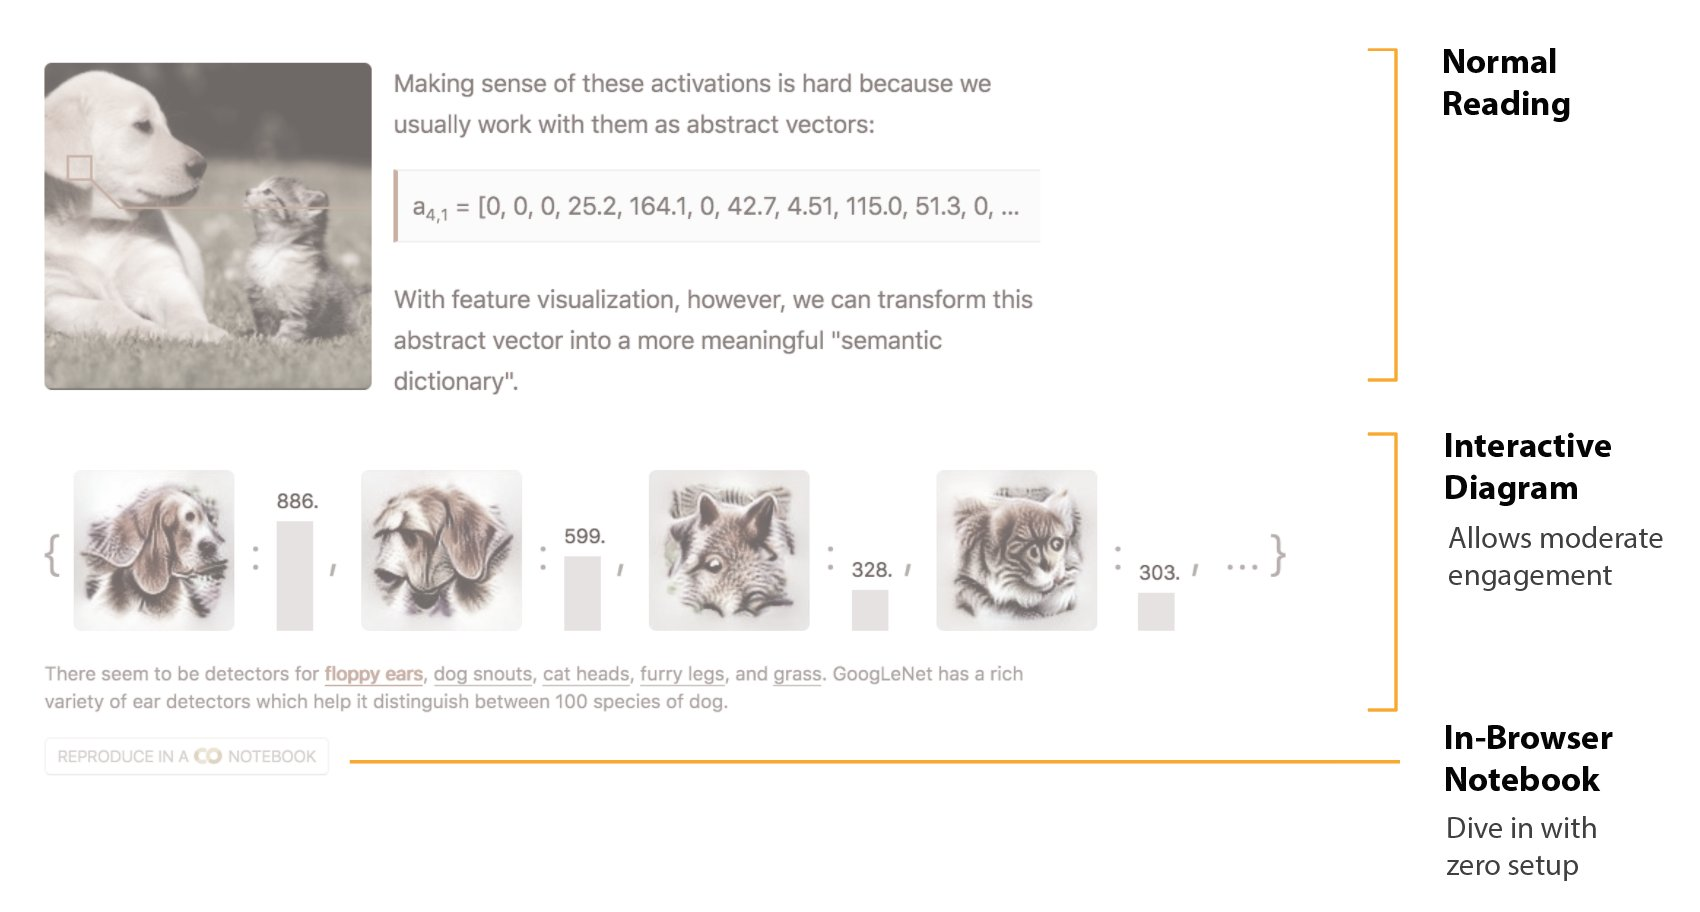 Making sense of these activations is hard because we
usually work with them as abstract vectors:
a4,1 = [0, 0, 0, 25.2, 164.1, 0, 42.7, 4.51, 115.0, 51.3, 0, ...
With feature visualization, however, we can transform this
abstract vector into a more meaningful "semantic
dictionary".
Normal
Reading
{ : 886. , : 599. , : 328. , : 303. , ... }
There seem to be detectors for floppy ears, dog snouts, cat heads, furry legs, and grass. GoogLeNet has a rich
variety of ear detectors which help it distinguish between 100 species of dog.
Interactive
Diagram
Allows moderate
engagement
REPRODUCE IN A CO NOTEBOOK
In-Browser
Notebook
Dive in with
zero setup